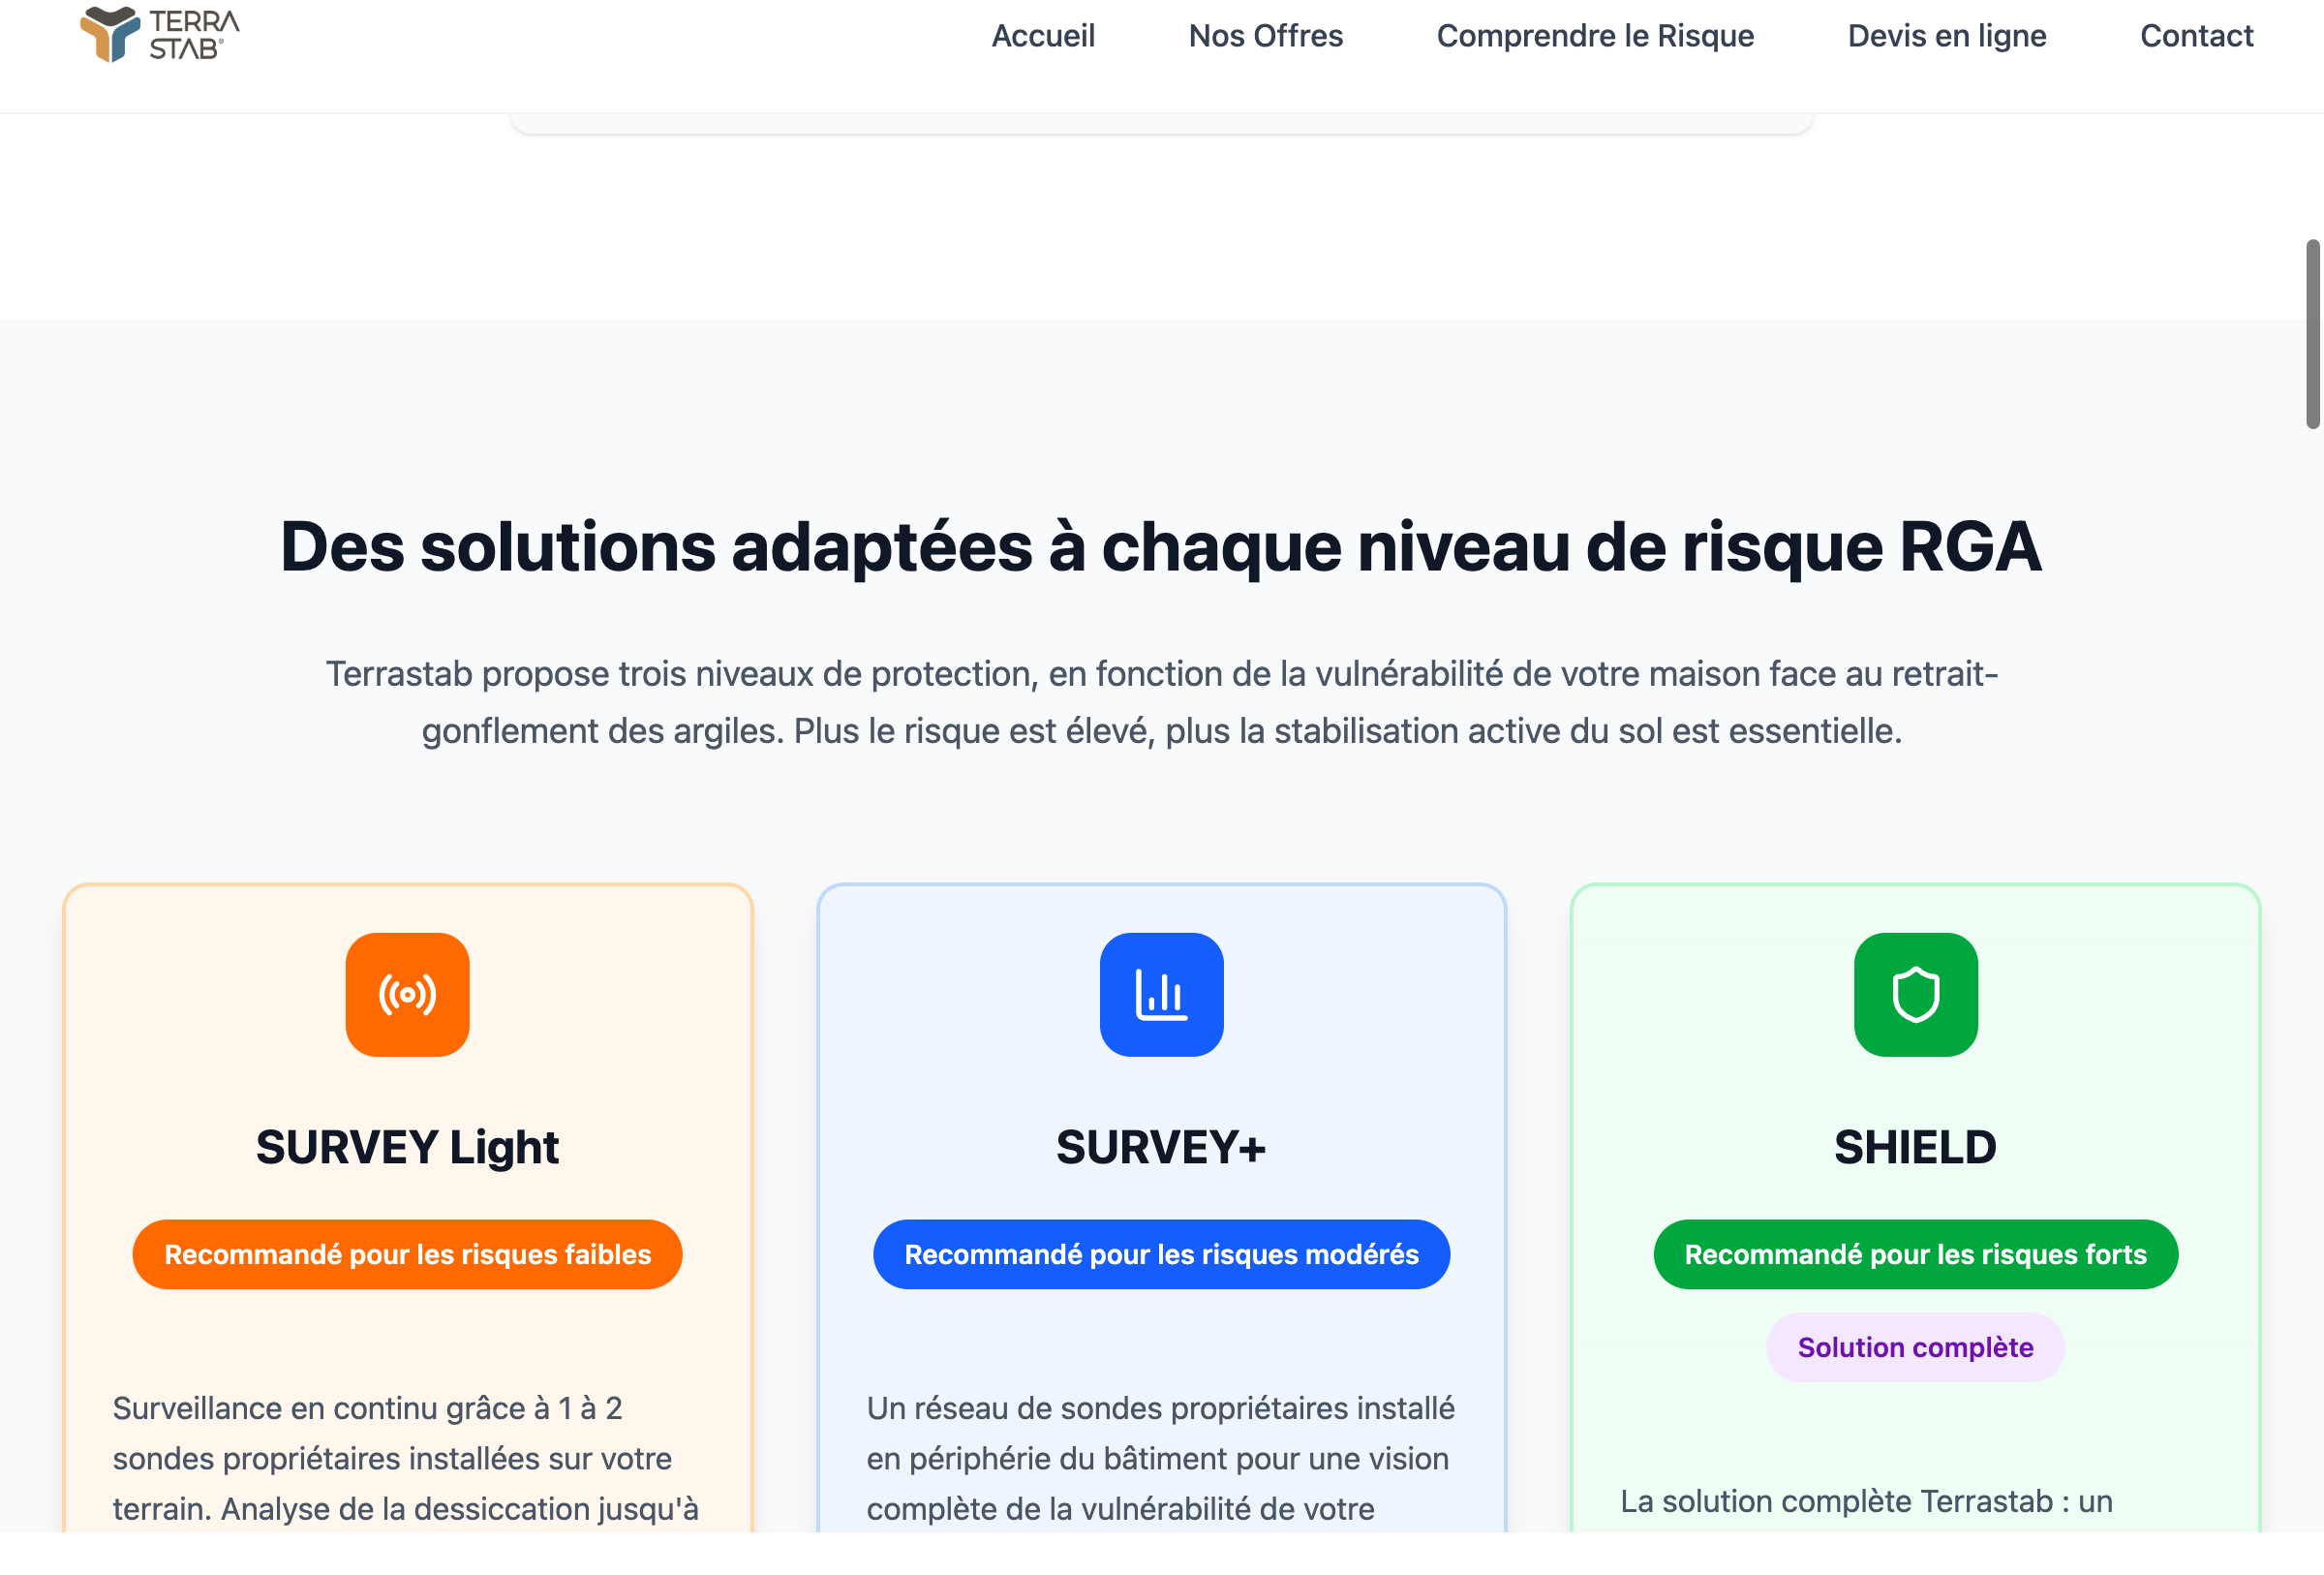 TERRA
STAB®
Accueil
Nos Offres
Comprendre le Risque
Devis en ligne
Contact
Des solutions adaptées à chaque niveau de risque RGA
Terrastab propose trois niveaux de protection, en fonction de la vulnérabilité de votre maison face au retrait-
gonflement des argiles. Plus le risque est élevé, plus la stabilisation active du sol est essentielle.
SURVEY Light
Recommandé pour les risques faibles
Surveillance en continu grâce à 1 à 2
sondes propriétaires installées sur votre
terrain. Analyse de la dessiccation jusqu'à
SURVEY+
Recommandé pour les risques modérés
Un réseau de sondes propriétaires installé
en périphérie du bâtiment pour une vision
complète de la vulnérabilité de votre
SHIELD
Recommandé pour les risques forts
Solution complète
La solution complète Terrastab : un